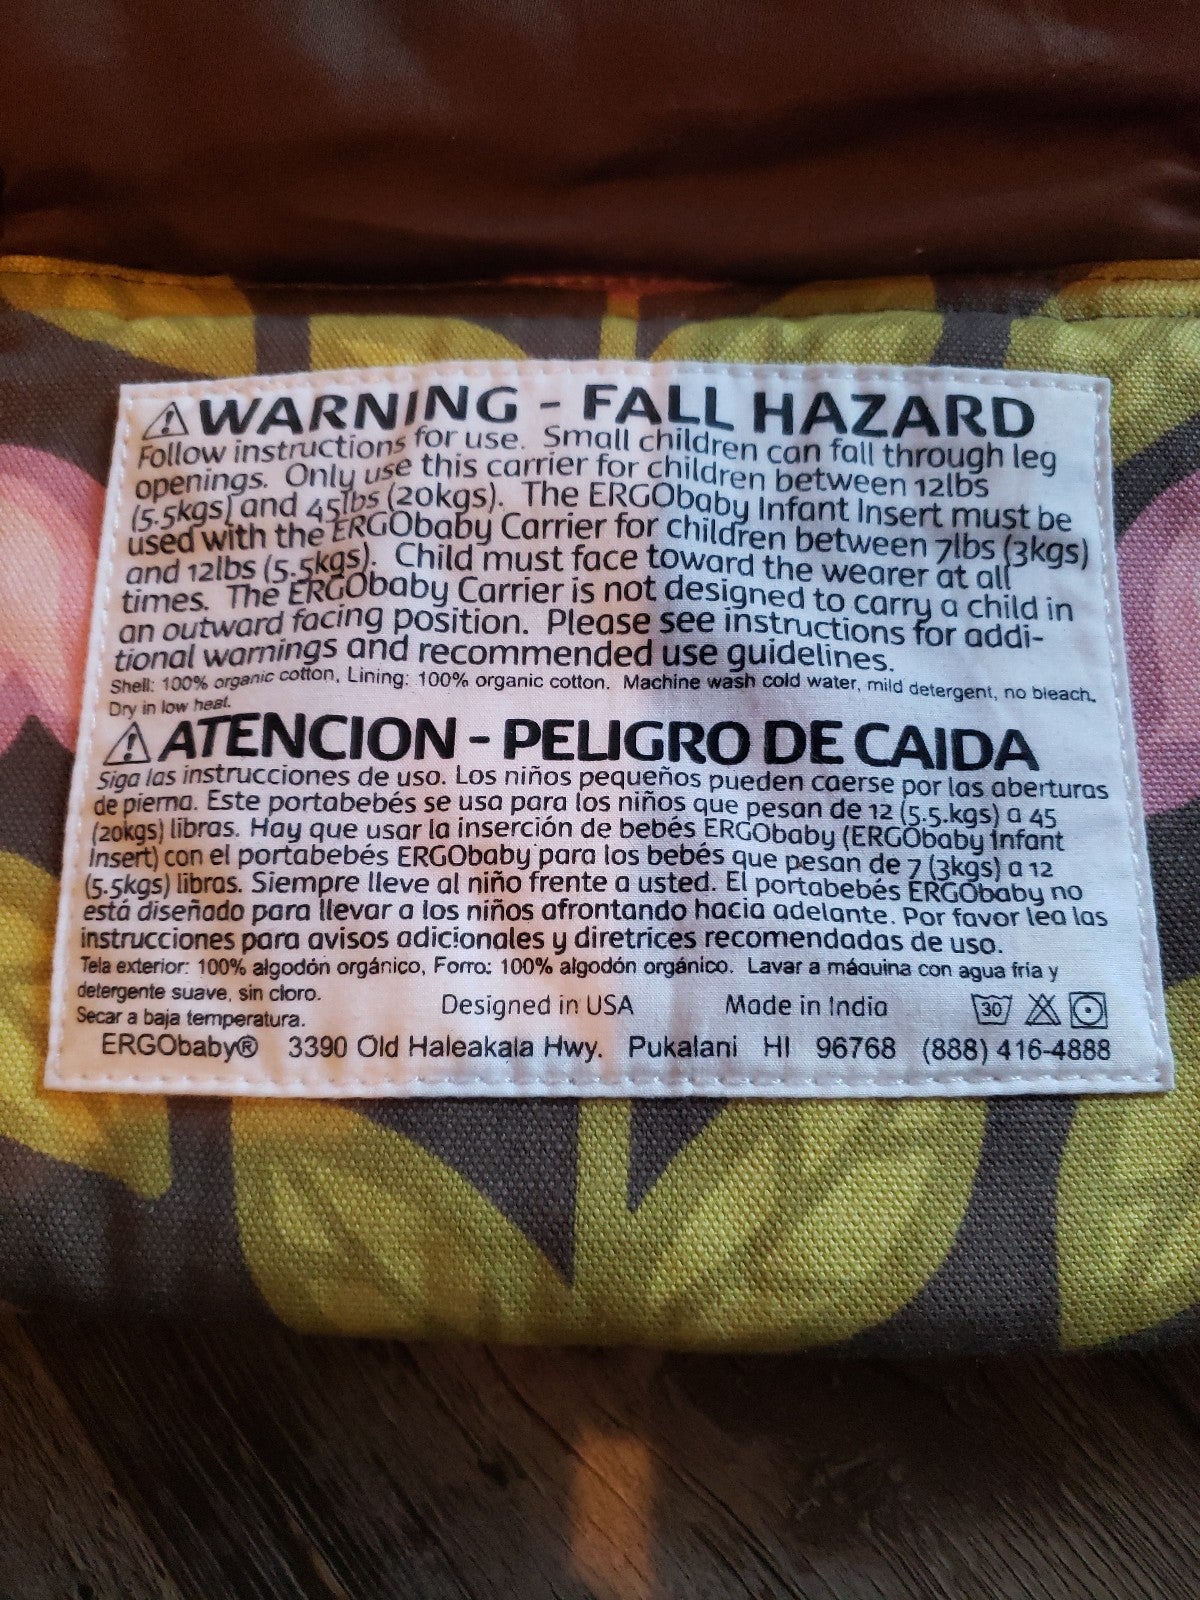 ⚠ WARNING - FALL HAZARD
Follow instructions for use. Small children can fall through leg
openings. Only use this carrier for children between 12lbs
(5.5kgs) and 45lbs (20kgs). The ERGObaby Infant Insert must be
used with the ERGObaby Carrier for children between 7lbs (3kgs)
and 12lbs (5.5kgs). Child must face toward the wearer at all
times. The ERGObaby Carrier is not designed to carry a child in
an outward facing position. Please see instructions for addi-
tional warnings and recommended use guidelines.
Shell: 100% organic cotton, Lining: 100% organic cotton. Machine wash cold water, mild detergent, no bleach.
Dry in low heat.
⚠ ATENCION - PELIGRO DE CAIDA
Siga las instrucciones de uso. Los niños pequeños pueden caerse por las aberturas
de pierna. Este portabebés se usa para los niños que pesan de 12 (5.5.kgs) a 45
(20kgs) libras. Hay que usar la inserción de bebés ERGObaby (ERGObaby Infant
Insert) con el portabebés ERGObaby para los bebés que pesan de 7 (3kgs) a 12
(5.5kgs) libras. Siempre lleve al niño frente a usted. El portabebés ERGObaby no
está diseñado para llevar a los niños afrontando hacia adelante. Por favor lea las
instrucciones para avisos adicionales y diretrices recomendadas de uso.
Tela exterior: 100% algodón orgánico, Forro: 100% algodón orgánico. Lavar a máquina con agua fría y
detergente suave, sin cloro.
Secar a baja temperatura.
Designed in USA Made in India 30
ERGObaby® 3390 Old Haleakala Hwy. Pukalani HI 96768 (888) 416-4888